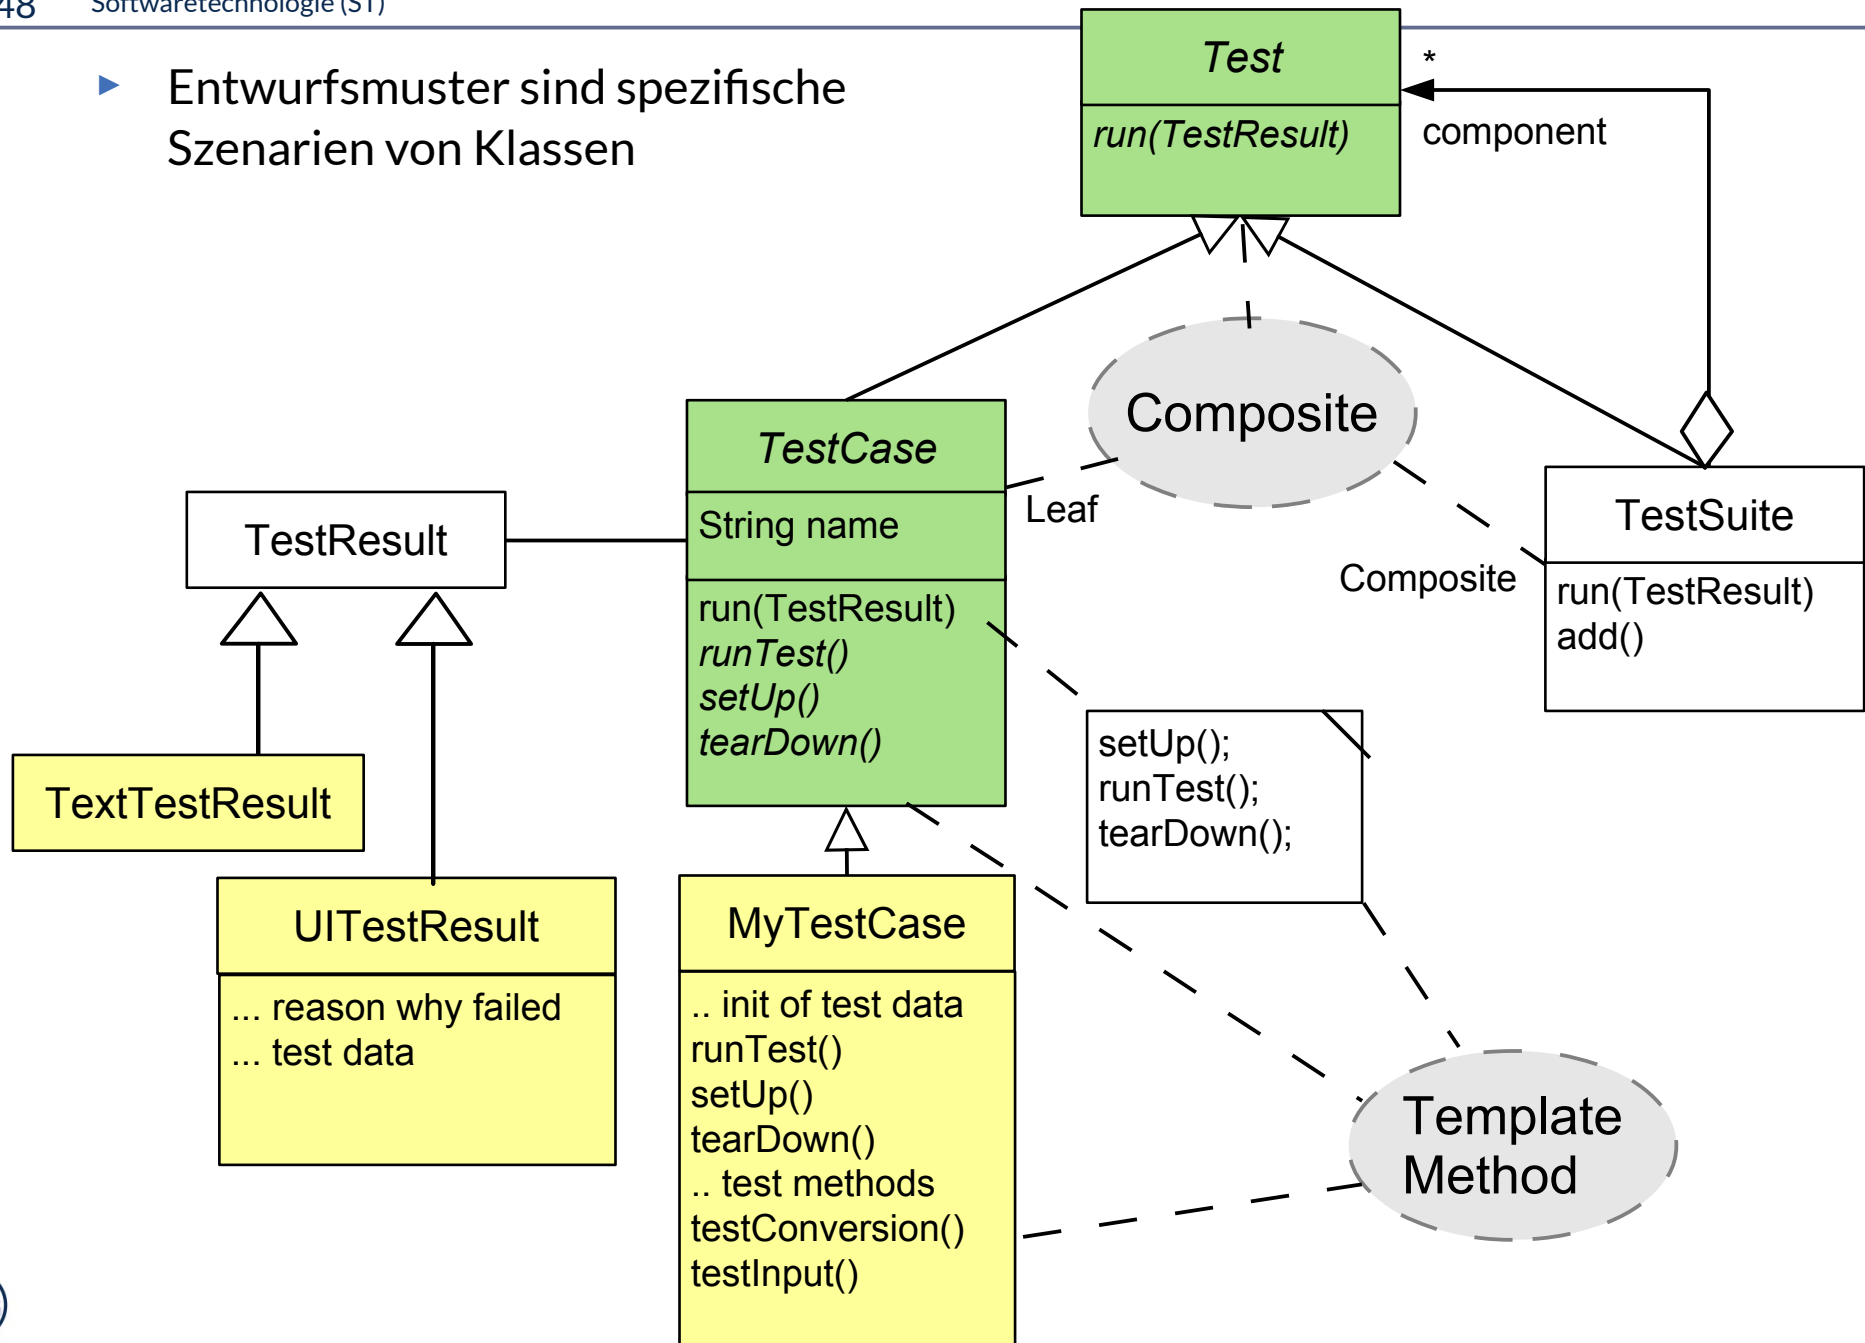 48
Softwaretechnologie (ST)
Entwurfsmuster sind spezifische
Szenarien von Klassen
Test
run(TestResult)
*
component
Composite
TestCase
String name
run(TestResult)
runTest()
setUp()
tearDown()
Leaf
Composite
TestSuite
run(TestResult)
add()
TestResult
TextTestResult
UITestResult
... reason why failed
... test data
setUp();
runTest();
tearDown();
MyTestCase
.. init of test data
runTest()
setUp()
tearDown()
.. test methods
testConversion()
testInput()
Template
Method